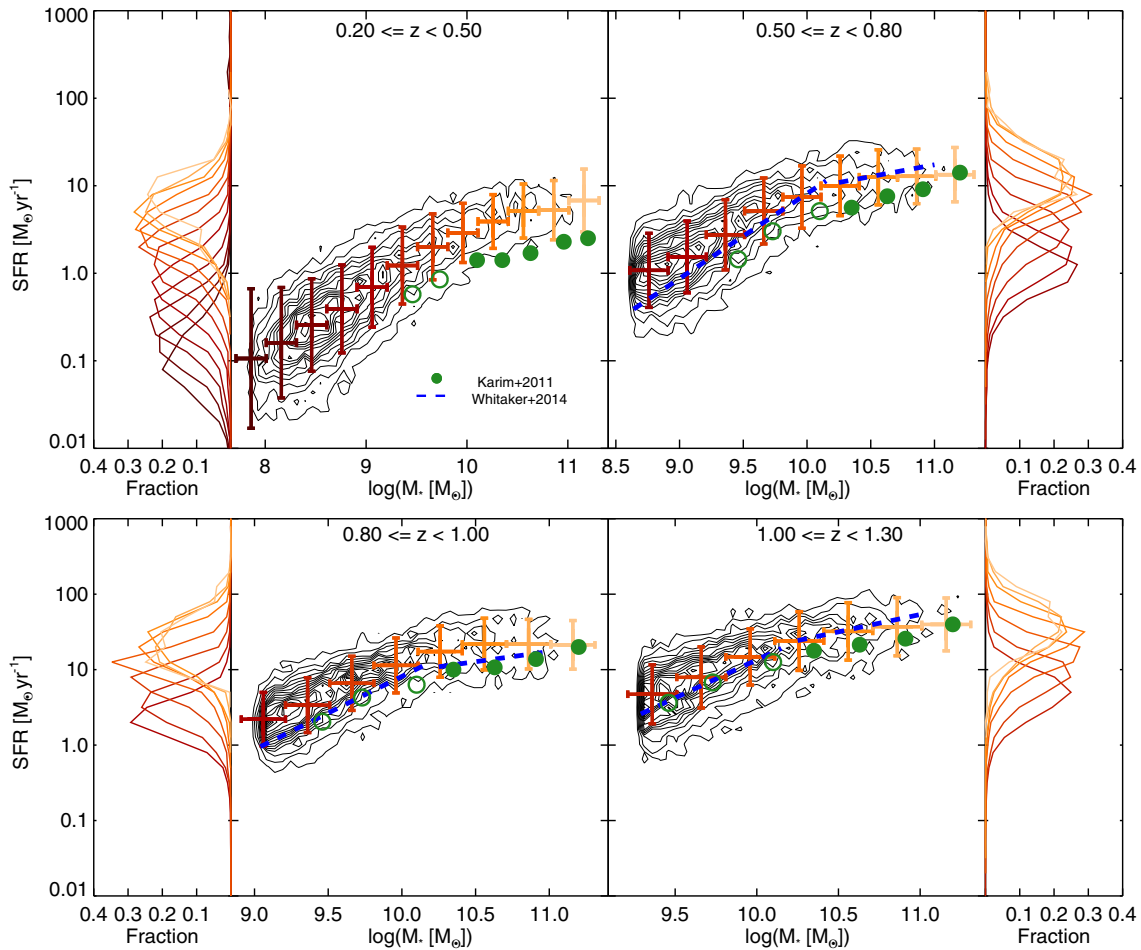 0.20 <= z < 0.50
0.50 <= z < 0.80
1000
100
10
1.0
0.1
0.01
SFR [M☉yr⁻¹]
Karim+2011
Whitaker+2014
0.4 0.3 0.2 0.1
8 9 10 11
8.5 9.0 9.5 10.0 10.5 11.0
0.1 0.2 0.3 0.4
Fraction
log(M* [M☉])
log(M* [M☉])
Fraction
0.80 <= z < 1.00
1.00 <= z < 1.30
1000
100
10
1.0
0.1
0.01
SFR [M☉yr⁻¹]
0.4 0.3 0.2 0.1
9.0 9.5 10.0 10.5 11.0
9.5 10.0 10.5 11.0
0.1 0.2 0.3 0.4
Fraction
log(M* [M☉])
log(M* [M☉])
Fraction